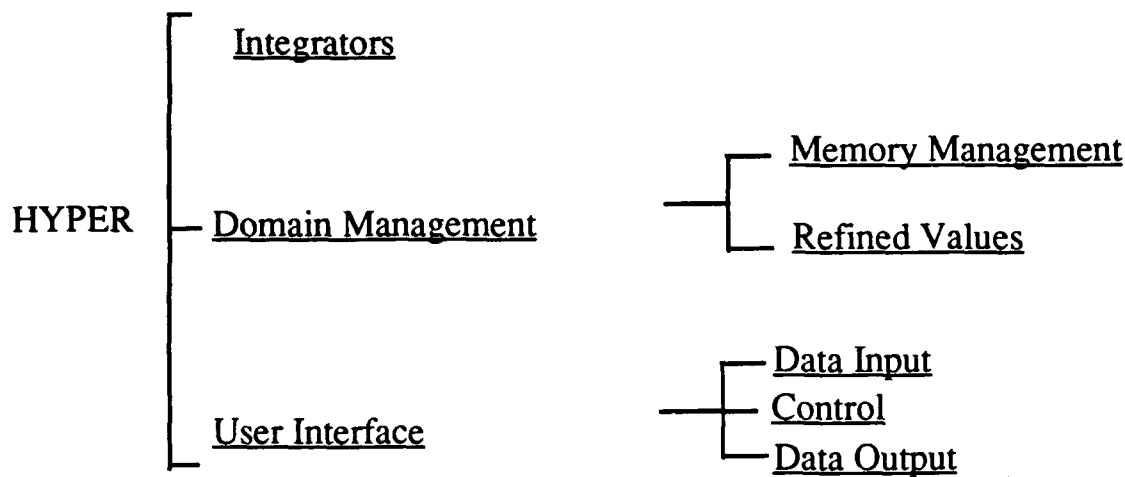 Integrators
Memory Management
HYPER
Domain Management
Refined Values
Data Input
Control
User Interface
Data Output